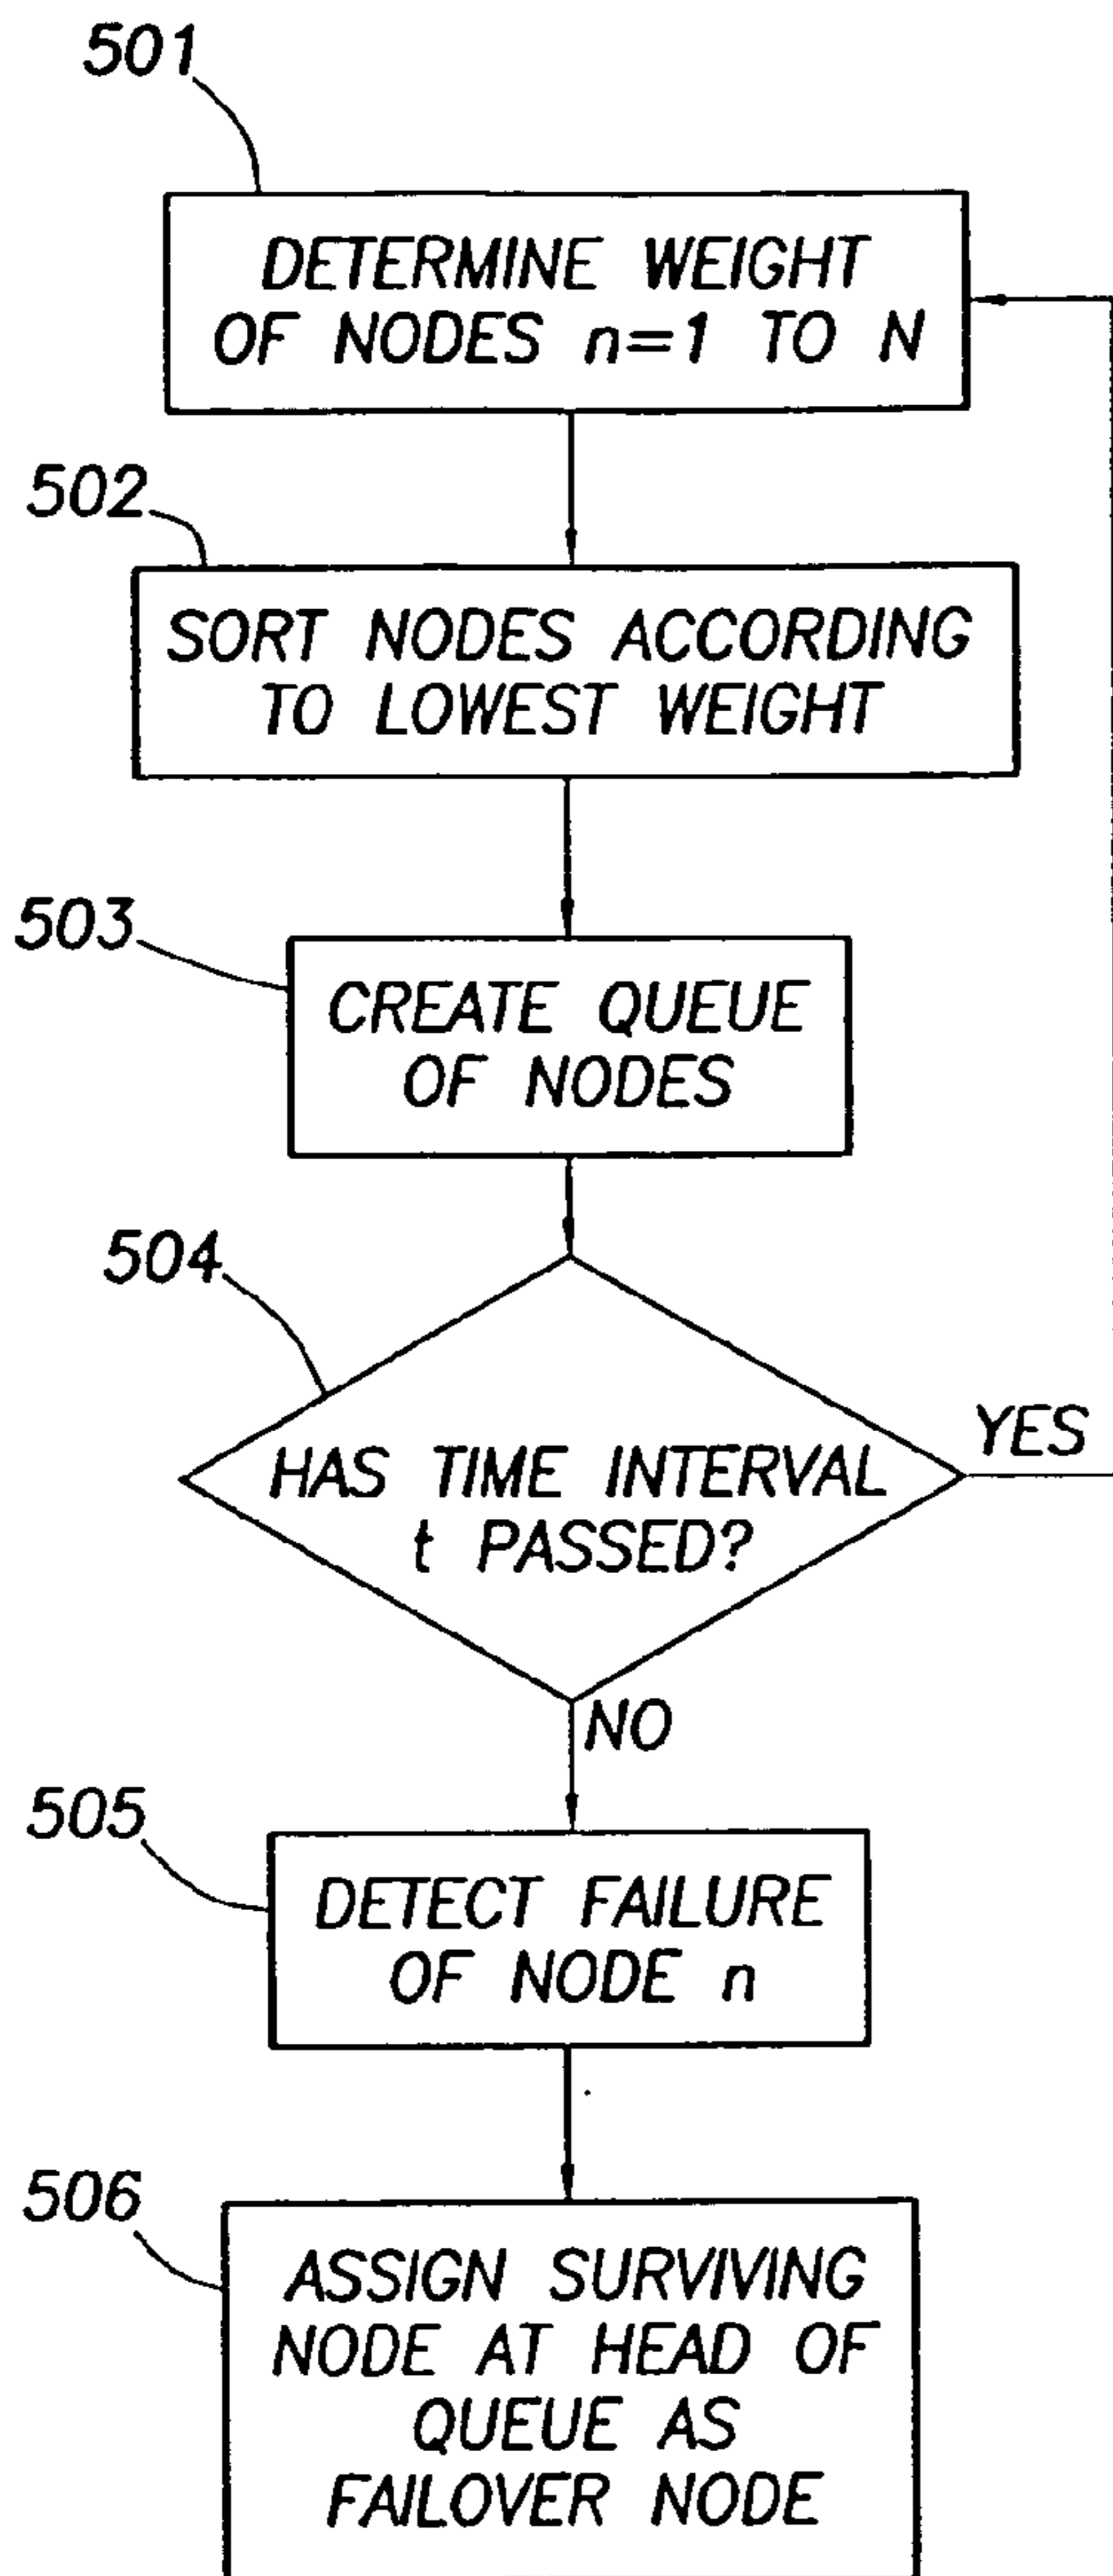 501
DETERMINE WEIGHT
OF NODES n=1 TO N
502
SORT NODES ACCORDING
TO LOWEST WEIGHT
503
CREATE QUEUE
OF NODES
504
HAS TIME INTERVAL
t PASSED?
YES
NO
505
DETECT FAILURE
OF NODE n
506
ASSIGN SURVIVING
NODE AT HEAD OF
QUEUE AS
FAILOVER NODE